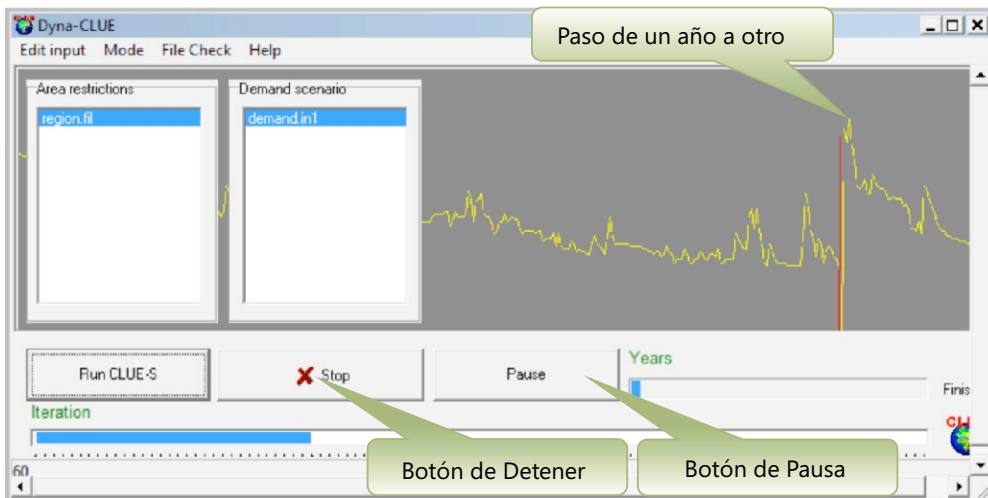 Dyna-CLUE
Edit input Mode File Check Help
Paso de un año a otro
Area restrictions
Demand scenario
region.fil
demand.in1
Run CLUE-S
Stop
Pause
Years
Finis
Iteration
CLU
60
Botón de Detener
Botón de Pausa